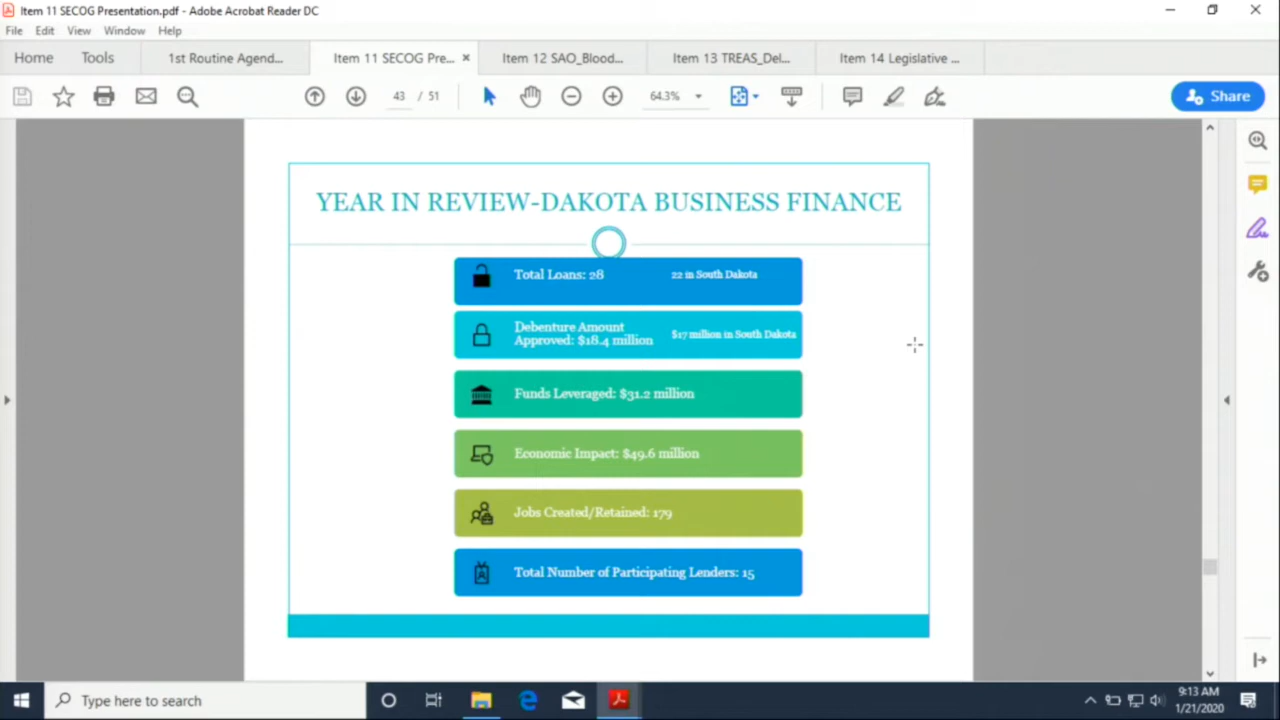 Item 11 SECOG Presentation.pdf - Adobe Acrobat Reader DC
File Edit View Window Help
Home Tools 1st Routine Agend... Item 11 SECOG Pre... Item 12 SAO_Blood... Item 13 TREAS_Del... Item 14 Legislative ...
43 / 51 64.3% Share
YEAR IN REVIEW-DAKOTA BUSINESS FINANCE
Total Loans: 28 22 in South Dakota
Debenture Amount
Approved: $18.4 million $17 million in South Dakota
Funds Leveraged: $31.2 million
Economic Impact: $49.6 million
Jobs Created/Retained: 179
Total Number of Participating Lenders: 15
Type here to search
9:13 AM
1/21/2020